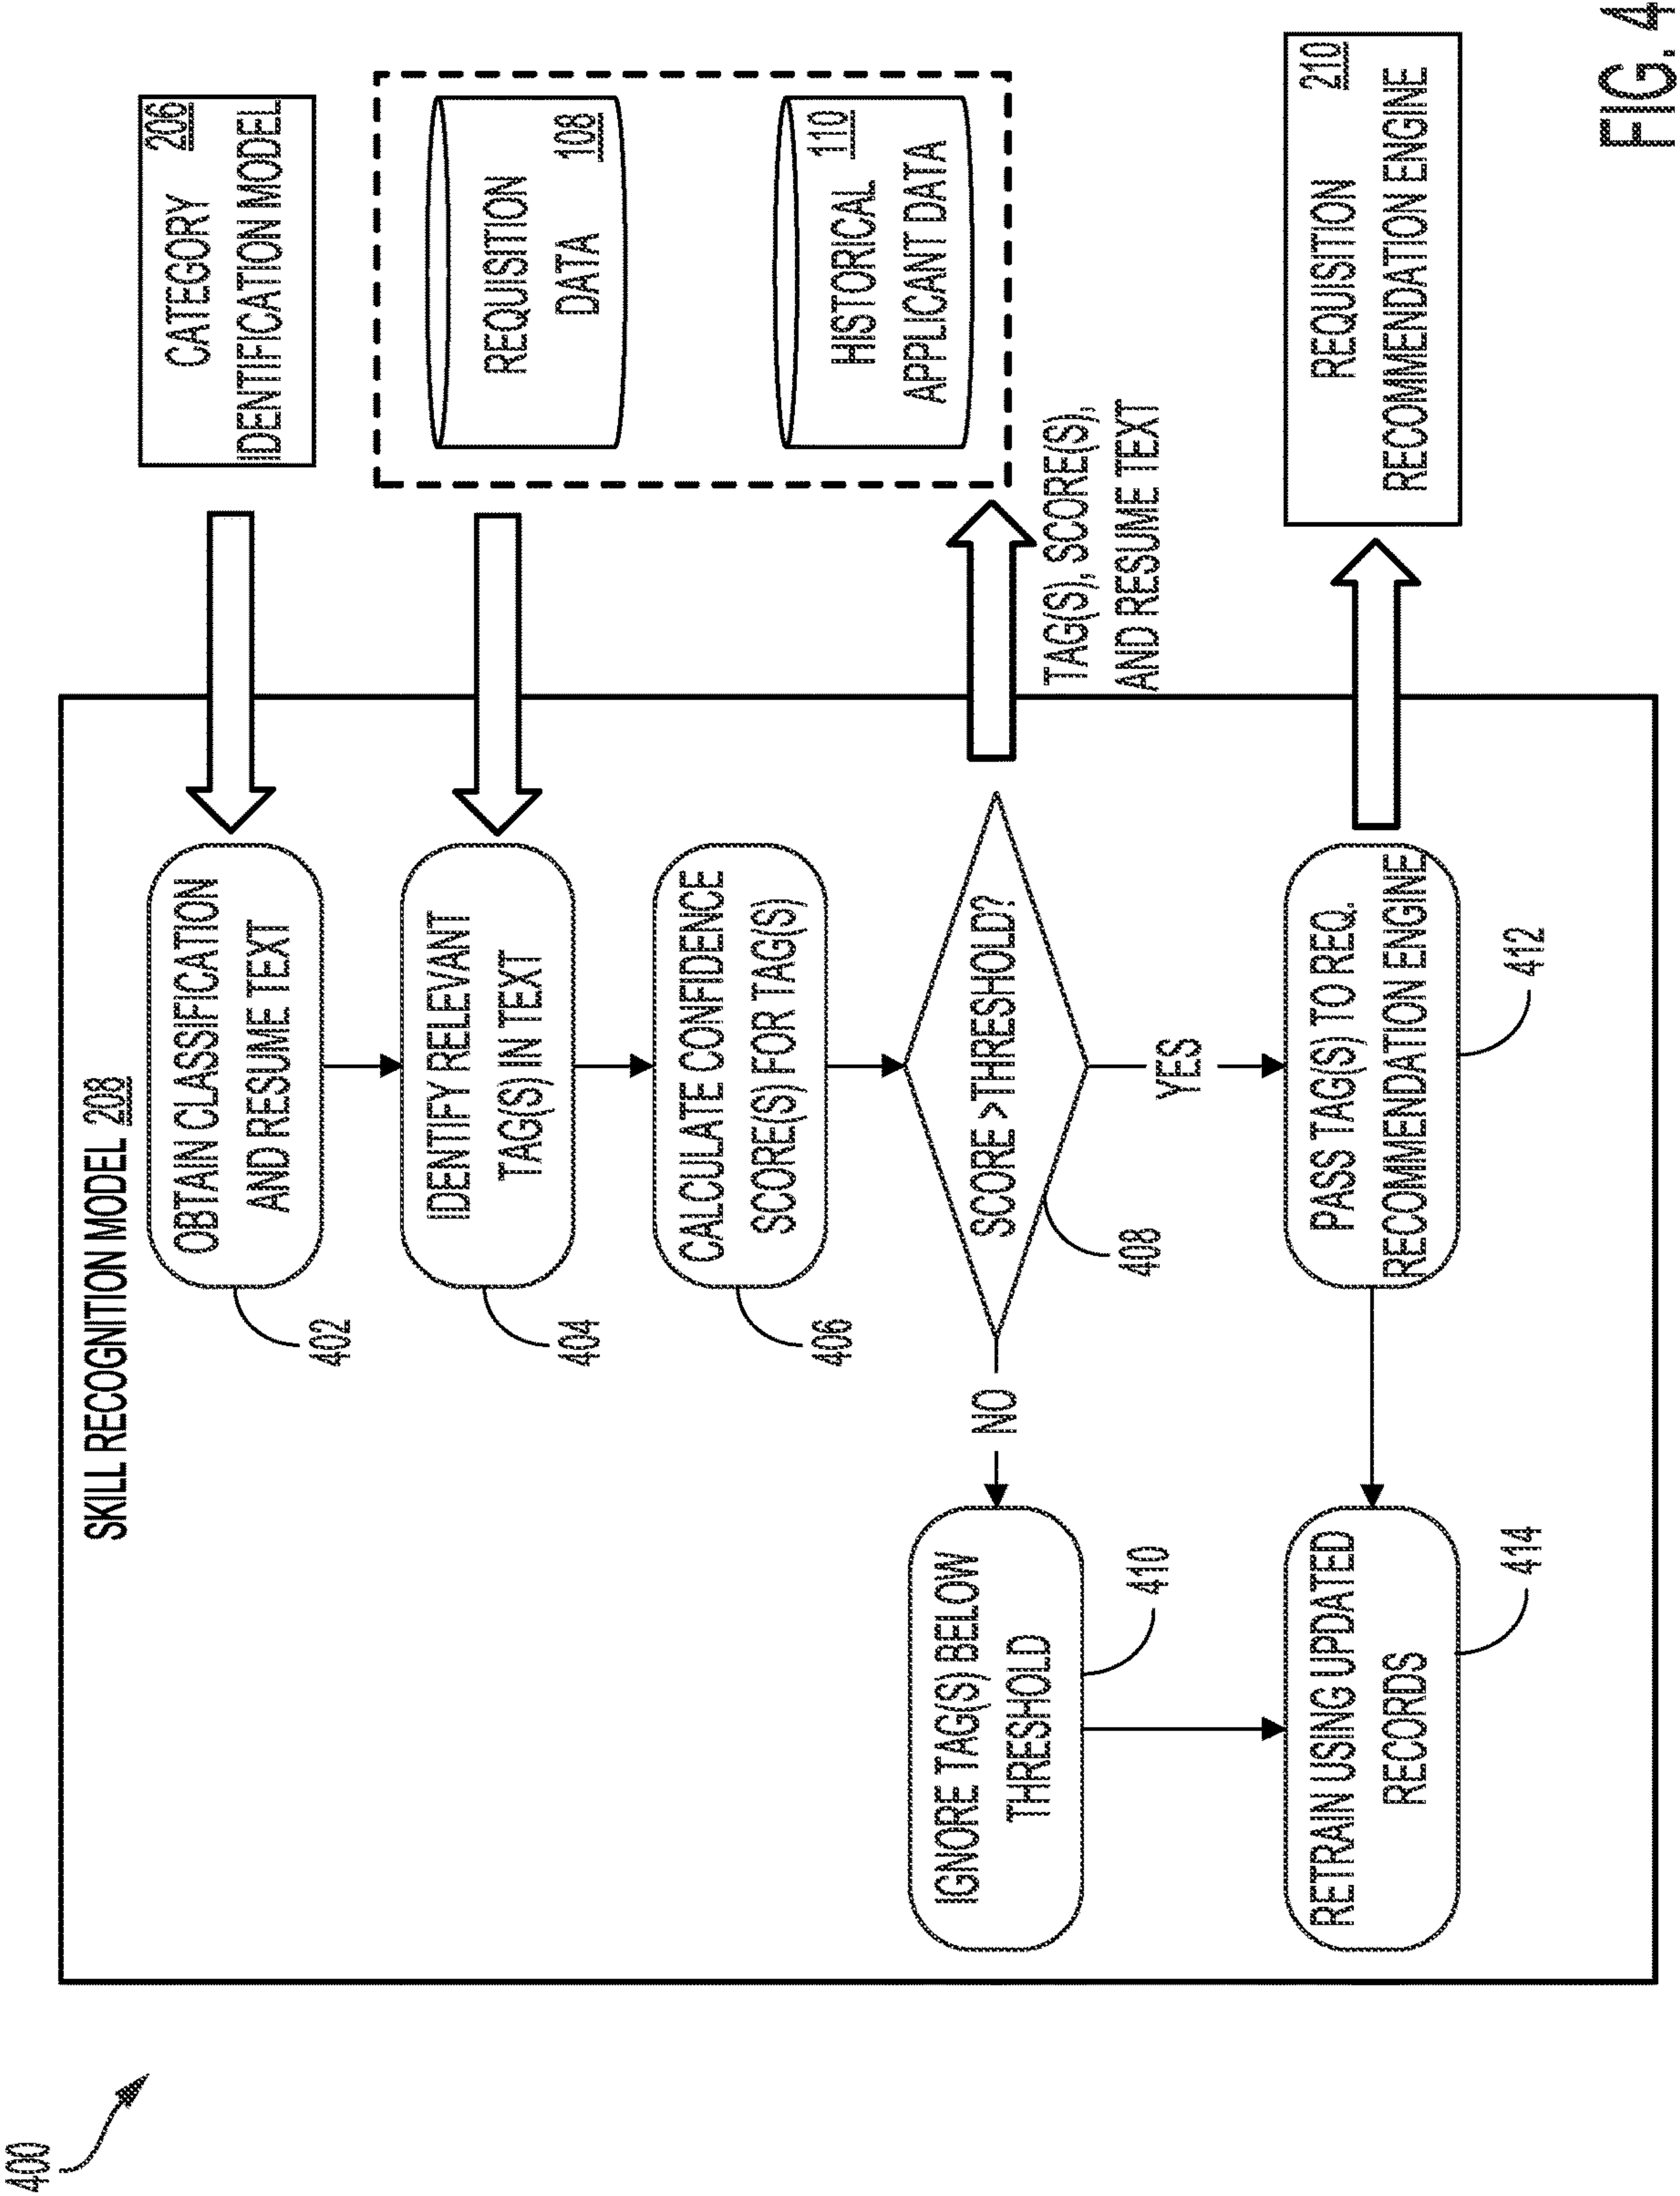 400
SKILL RECOGNITION MODEL 208
OBTAIN CLASSIFICATION
AND RESUME TEXT
402
IDENTIFY RELEVANT
TAG(S) IN TEXT
404
CALCULATE CONFIDENCE
SCORE(S) FOR TAG(S)
406
SCORE > THRESHOLD?
408
NO
YES
IGNORE TAG(S) BELOW
THRESHOLD
410
PASS TAG(S) TO REQ.
RECOMMENDATION ENGINE
412
RETRAIN USING UPDATED
RECORDS
414
CATEGORY 206
IDENTIFICATION MODEL
REQUISITION
DATA 108
HISTORICAL 110
APPLICANT DATA
TAG(S), SCORE(S),
AND RESUME TEXT
REQUISITION 210
RECOMMENDATION ENGINE
FIG. 4